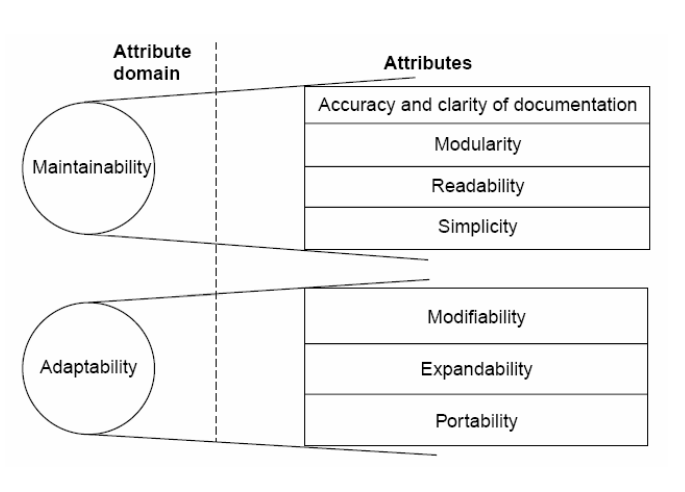 Attribute
domain
Attributes
Accuracy and clarity of documentation
Modularity
Maintainability
Readability
Simplicity
Modifiability
Adaptability
Expandability
Portability